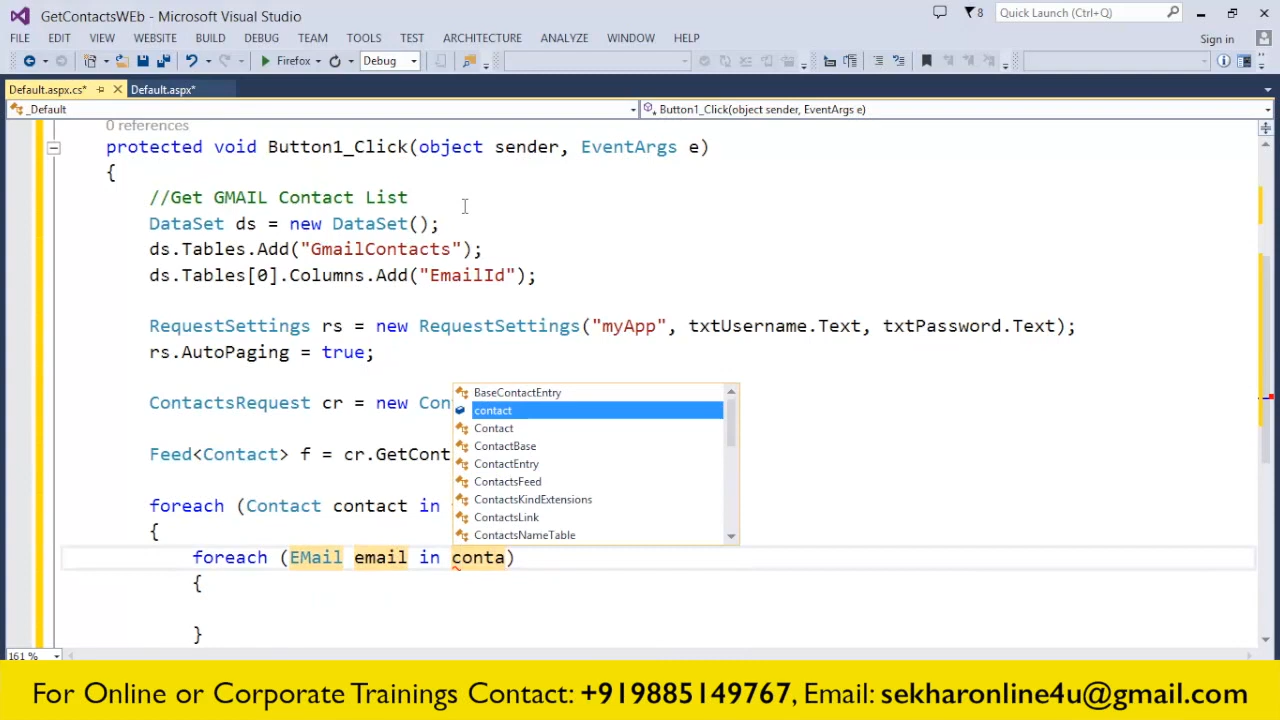 GetContactsWEb - Microsoft Visual Studio
8
Quick Launch (Ctrl+Q)
FILE EDIT VIEW WEBSITE BUILD DEBUG TEAM TOOLS TEST ARCHITECTURE ANALYZE WINDOW HELP
Sign in
Firefox Debug
Default.aspx.cs* Default.aspx*
_Default Button1_Click(object sender, EventArgs e)
0 references
protected void Button1_Click(object sender, EventArgs e)
{
//Get GMAIL Contact List
DataSet ds = new DataSet();
ds.Tables.Add("GmailContacts");
ds.Tables[0].Columns.Add("EmailId");
RequestSettings rs = new RequestSettings("myApp", txtUsername.Text, txtPassword.Text);
rs.AutoPaging = true;
ContactsRequest cr = new Con
Feed<Contact> f = cr.GetCont
foreach (Contact contact in
{
foreach (EMail email in conta)
{
}
BaseContactEntry
contact
Contact
ContactBase
ContactEntry
ContactsFeed
ContactsKindExtensions
ContactsLink
ContactsNameTable
161 %
For Online or Corporate Trainings Contact: +919885149767, Email: sekharonline4u@gmail.com